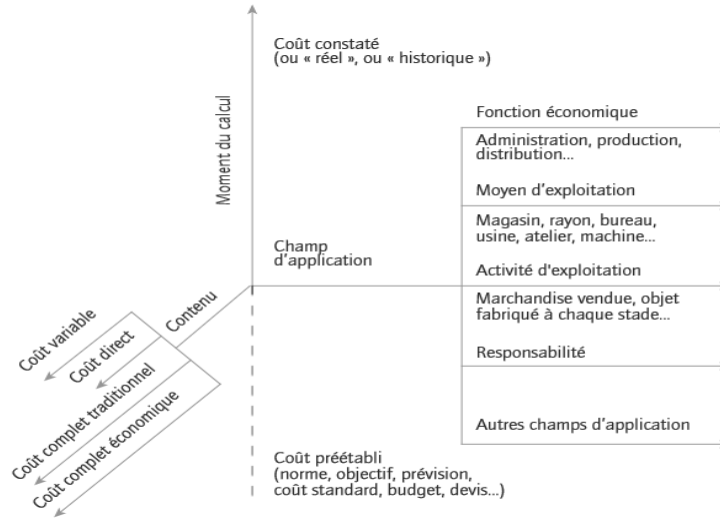 Coût constaté
(ou « réel », ou « historique »)
Moment du calcul
Fonction économique
Administration, production,
distribution...
Moyen d'exploitation
Magasin, rayon, bureau,
usine, atelier, machine...
Champ
d'application
Activité d'exploitation
Marchandise vendue, objet
fabriqué à chaque stade...
Responsabilité
Autres champs d'application
Contenu
Coût variable
Coût direct
Coût complet traditionnel
Coût complet économique
Coût préétabli
(norme, objectif, prévision,
coût standard, budget, devis...)